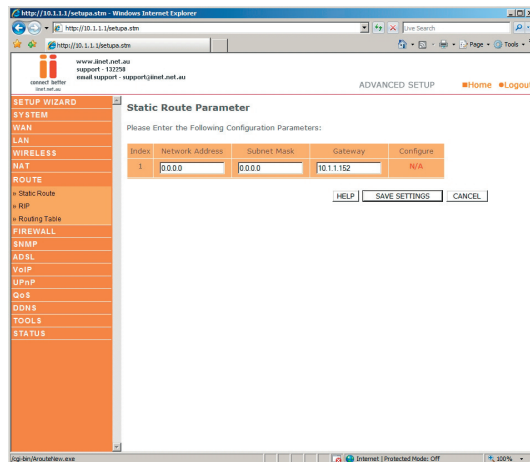 http://10.1.1.1/setupa.stm - Windows Internet Explorer
http://10.1.1.1/setupa.stm
Live Search
http://10.1.1.1/setupa.stm
Page
Tools
connect better
iinet.net.au
www.iinet.net.au
support - 132258
email support - support@iinet.net.au
ADVANCED SETUP
Home
Logout
SETUP WIZARD
SYSTEM
WAN
LAN
WIRELESS
NAT
ROUTE
» Static Route
» RIP
» Routing Table
FIREWALL
SNMP
ADSL
VoIP
UPnP
QoS
DDNS
TOOLS
STATUS
Static Route Parameter
Please Enter the Following Configuration Parameters:
Index Network Address Subnet Mask Gateway Configure
1 0.0.0.0 0.0.0.0 10.1.1.152 N/A
HELP SAVE SETTINGS CANCEL
/cgi-bin/ArouteNew.exe
Internet | Protected Mode: Off
100%